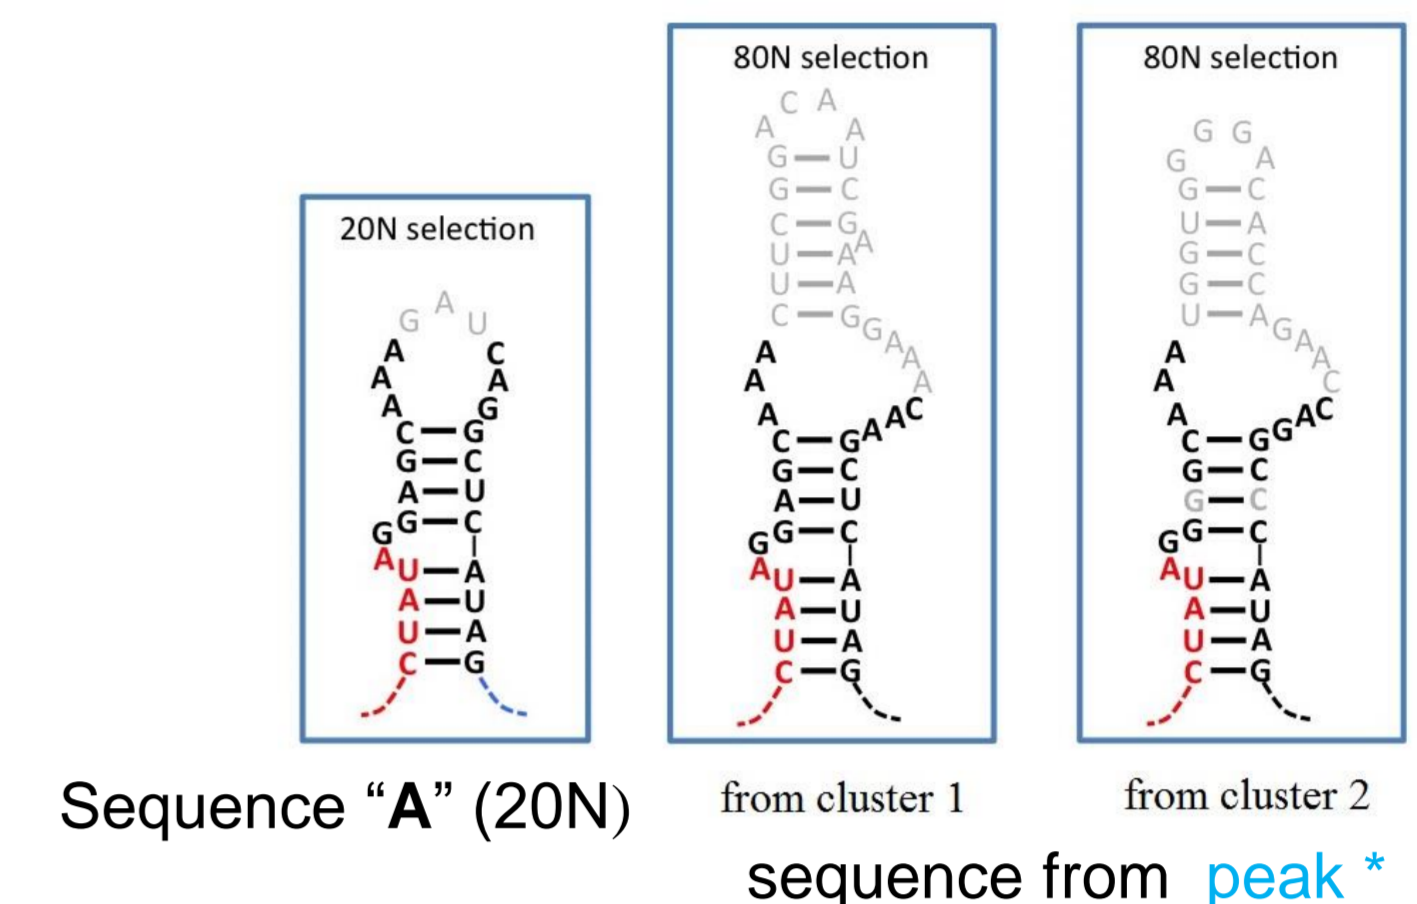 20N selection
A
G U
A C
A A
A G
C G
G C
A U
G G C
A U A
A U
U A
C G
Sequence “A” (20N)
80N selection
C A
A A
G U
G C
C G A
U A
U A
C G G
A A A
A A
A A C
C G A
G C
A U
G G C
A U A
A U
U A
C G
from cluster 1
80N selection
G G
G A
G C
U A
G C
G C
U A G
A A A
A C
A A C
C G G
G C
G C
G G C
A U A
A U
U A
C G
from cluster 2
sequence from peak *